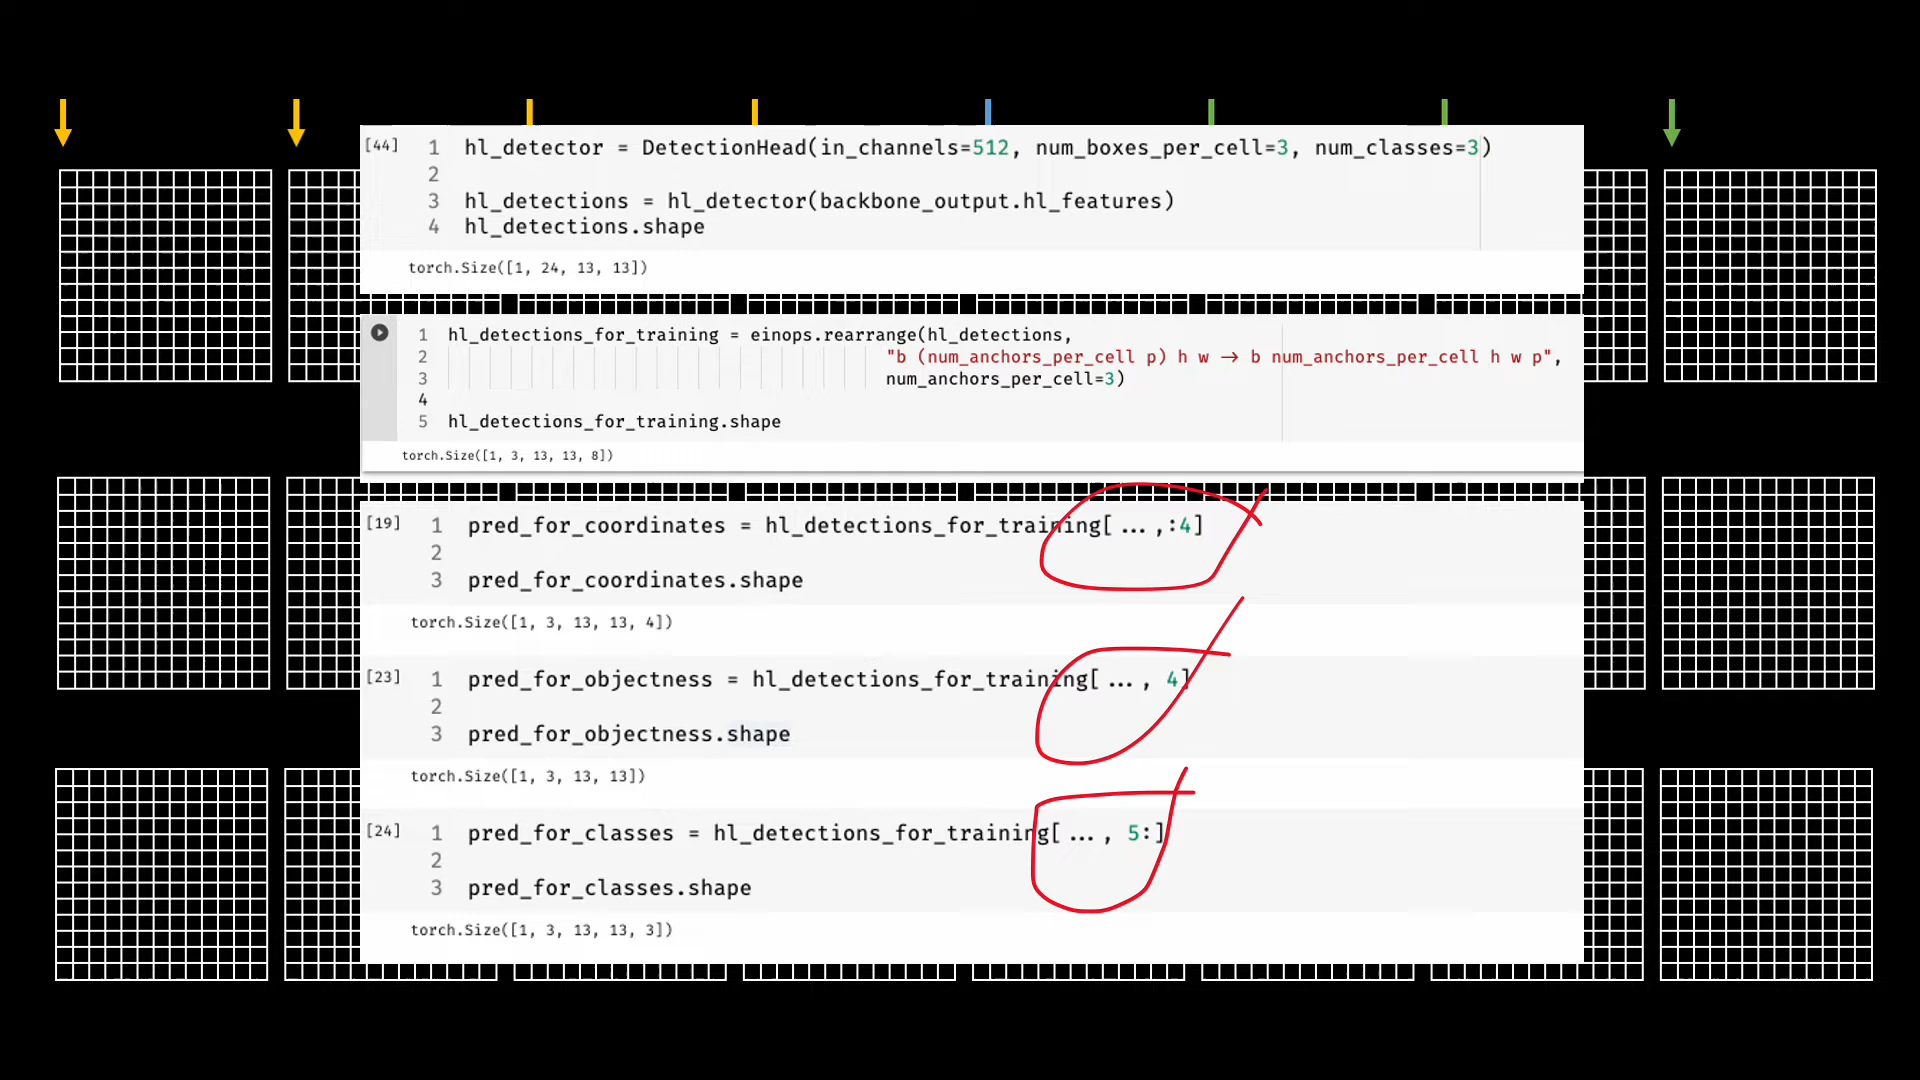 [44] 1 hl_detector = DetectionHead(in_channels=512, num_boxes_per_cell=3, num_classes=3)
2
3 hl_detections = hl_detector(backbone_output.hl_features)
4 hl_detections.shape
torch.Size([1, 24, 13, 13])
1 hl_detections_for_training = einops.rearrange(hl_detections,
2 "b (num_anchors_per_cell p) h w -> b num_anchors_per_cell h w p",
3 num_anchors_per_cell=3)
4
5 hl_detections_for_training.shape
torch.Size([1, 3, 13, 13, 8])
[19] 1 pred_for_coordinates = hl_detections_for_training[...,:4]
2
3 pred_for_coordinates.shape
torch.Size([1, 3, 13, 13, 4])
[23] 1 pred_for_objectness = hl_detections_for_training[..., 4]
2
3 pred_for_objectness.shape
torch.Size([1, 3, 13, 13])
[24] 1 pred_for_classes = hl_detections_for_training[..., 5:]
2
3 pred_for_classes.shape
torch.Size([1, 3, 13, 13, 3])